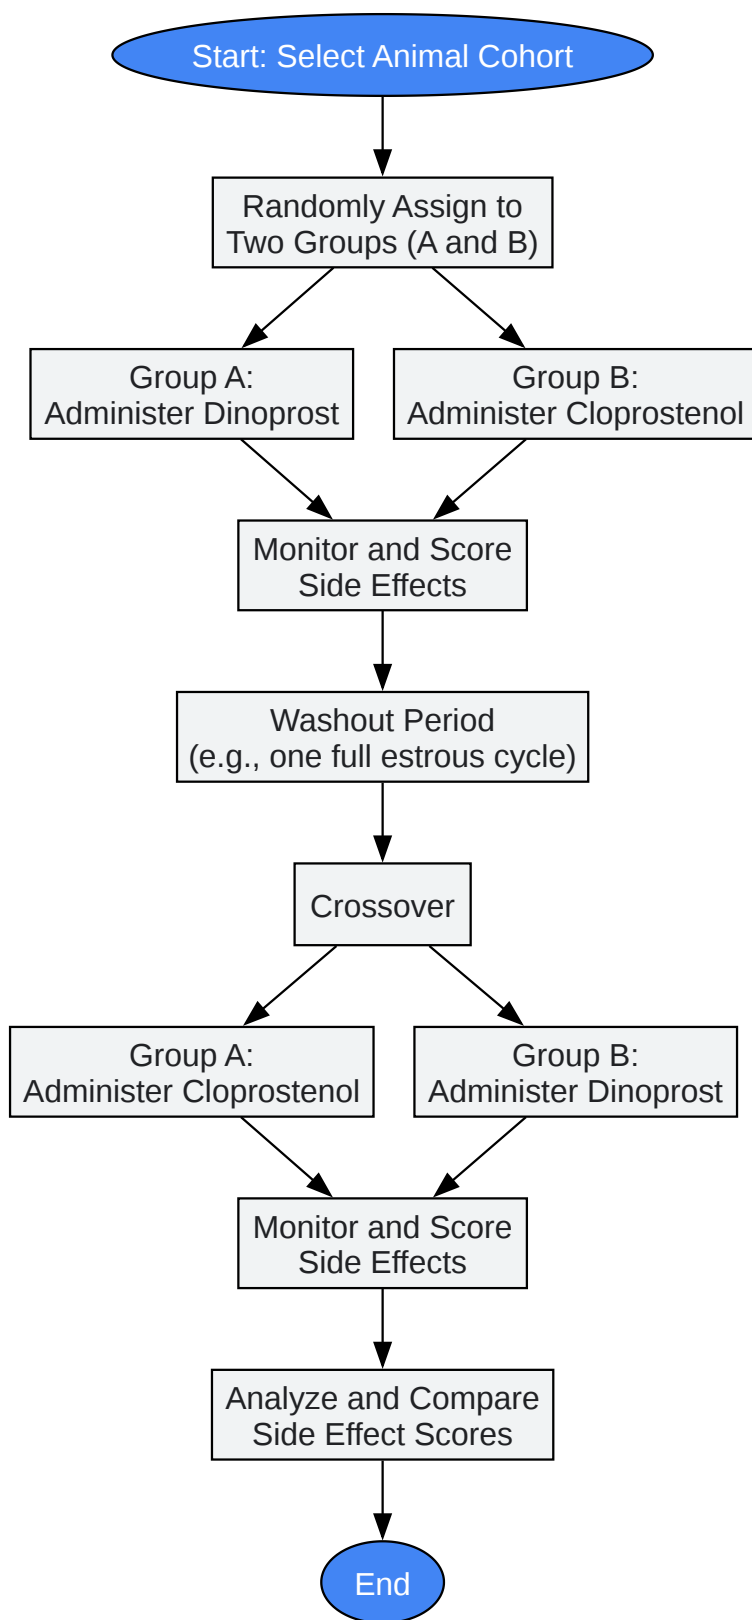 Start: Select Animal Cohort
Randomly Assign to
Two Groups (A and B)
Group A:
Administer Dinoprost
Group B:
Administer Cloprostenol
Monitor and Score
Side Effects
Washout Period
(e.g., one full estrous cycle)
Crossover
Group A:
Administer Cloprostenol
Group B:
Administer Dinoprost
Monitor and Score
Side Effects
Analyze and Compare
Side Effect Scores
End